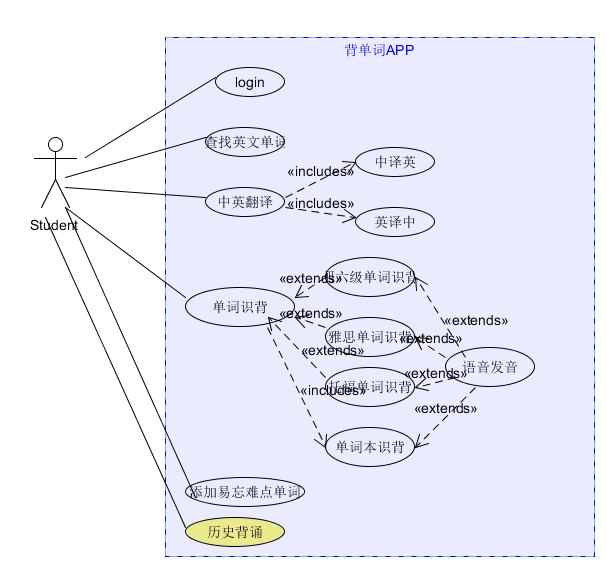 背单词APP
login
查找英文单词
«includes»
中译英
中英翻译
«includes»
英译中
Student
«extends»
六级单词识背
单词识背
«extends»
«extends»
雅思单词识背
«extends»
«extends»
语音发音
«extends»
托福单词识背
«includes»
«extends»
单词本识背
添加易忘难点单词
历史背诵